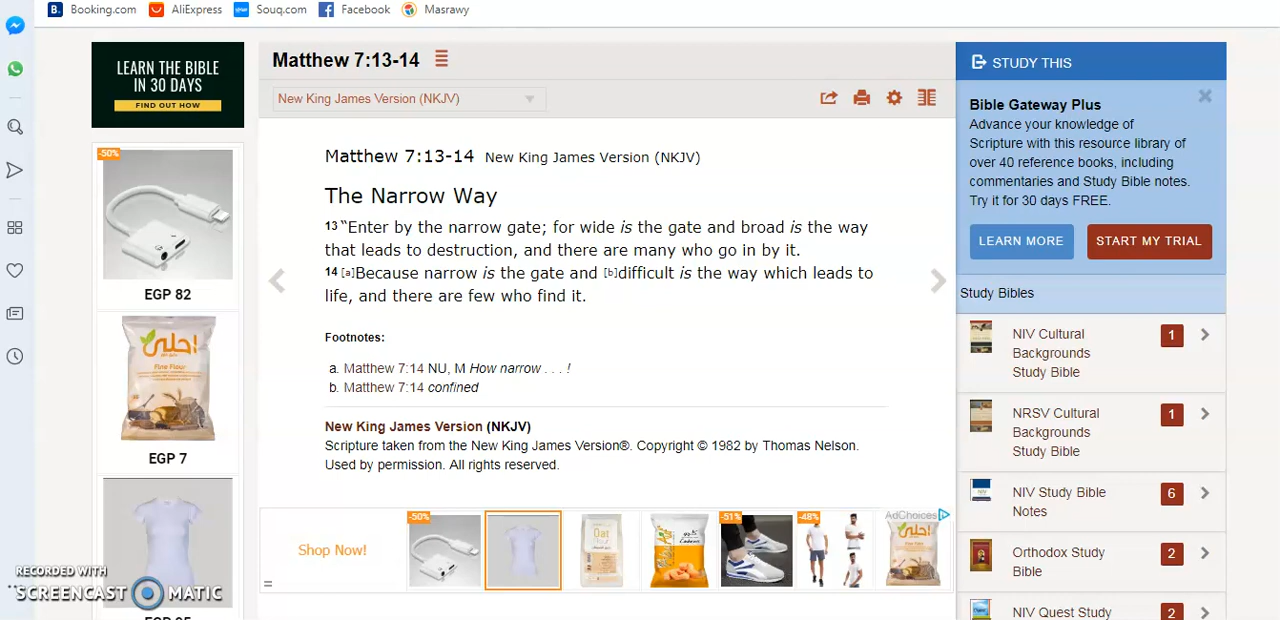 Booking.com AliExpress Souq.com Facebook Masrawy
LEARN THE BIBLE
IN 30 DAYS
FIND OUT HOW
-50%
EGP 82
احلى
Fine Flour
EGP 7
RECORDED WITH
SCREENCAST MATIC
Matthew 7:13-14
New King James Version (NKJV)
Matthew 7:13-14 New King James Version (NKJV)
The Narrow Way
13 “Enter by the narrow gate; for wide is the gate and broad is the way
that leads to destruction, and there are many who go in by it.
14 [a]Because narrow is the gate and [b]difficult is the way which leads to
life, and there are few who find it.
Footnotes:
a. Matthew 7:14 NU, M How narrow . . . !
b. Matthew 7:14 confined
New King James Version (NKJV)
Scripture taken from the New King James Version®. Copyright © 1982 by Thomas Nelson.
Used by permission. All rights reserved.
AdChoices
Shop Now!
-50% -51% -48%
Oat
احلى
STUDY THIS
Bible Gateway Plus
Advance your knowledge of
Scripture with this resource library of
over 40 reference books, including
commentaries and Study Bible notes.
Try it for 30 days FREE.
LEARN MORE START MY TRIAL
Study Bibles
NIV Cultural
Backgrounds
Study Bible
1
NRSV Cultural
Backgrounds
Study Bible
1
NIV Study Bible
Notes
6
Orthodox Study
Bible
2
NIV Quest Study
2